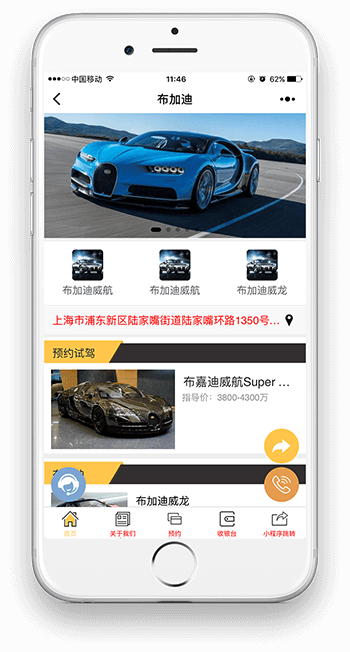 中国移动 11:46 62%
布加迪
布加迪威航 布加迪威航 布加迪威龙
上海市浦东新区陆家嘴街道陆家嘴环路1350号…
预约试驾
布嘉迪威航Super …
指导价：3800-4300万
布加迪威龙
首页 关于我们 预约 收银台 小程序跳转